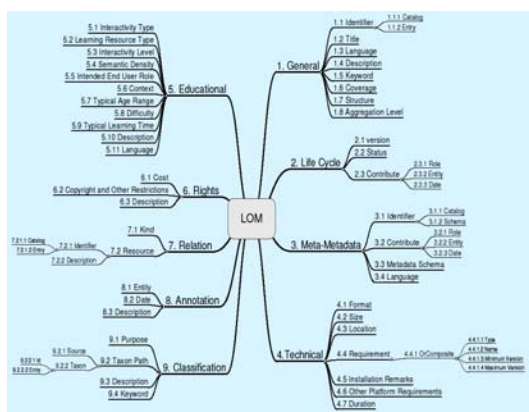 LOM
1. General
1.1 Identifier
1.1.1 Catalog
1.1.2 Entry
1.2 Title
1.3 Language
1.4 Description
1.5 Keyword
1.6 Coverage
1.7 Structure
1.8 Aggregation Level
2. Life Cycle
2.1 version
2.2 Status
2.3 Contribute
2.3.1 Role
2.3.2 Entity
2.3.3 Date
3. Meta-Metadata
3.1 Identifier
3.1.1 Catalog
3.1.2 Schema
3.2 Contribute
3.2.1 Role
3.2.2 Entity
3.2.3 Date
3.3 Metadata Schema
3.4 Language
4.Technical
4.1 Format
4.2 Size
4.3 Location
4.4 Requirement
4.4.1 OrComposite
4.4.1.1 Type
4.4.1.2 Name
4.4.1.3 Minimum Version
4.4.1.4 Maximum Version
4.5 Installation Remarks
4.6 Other Platform Requirements
4.7 Duration
5. Educational
5.1 Interactivity Type
5.2 Learning Resource Type
5.3 Interactivity Level
5.4 Semantic Density
5.5 Intended End User Role
5.6 Context
5.7 Typical Age Range
5.8 Difficulty
5.9 Typical Learning Time
5.10 Description
5.11 Language
6. Rights
6.1 Cost
6.2 Copyright and Other Restrictions
6.3 Description
7. Relation
7.1 Kind
7.2 Resource
7.2.1 Identifier
7.2.1.1 Catalog
7.2.1.2 Entry
7.2.2 Description
8. Annotation
8.1 Entity
8.2 Date
8.3 Description
9. Classification
9.1 Purpose
9.2 Taxon Path
9.2.1 Source
9.2.2 Taxon
9.2.2.1 Id
9.2.2.2 Entry
9.3 Description
9.4 Keyword